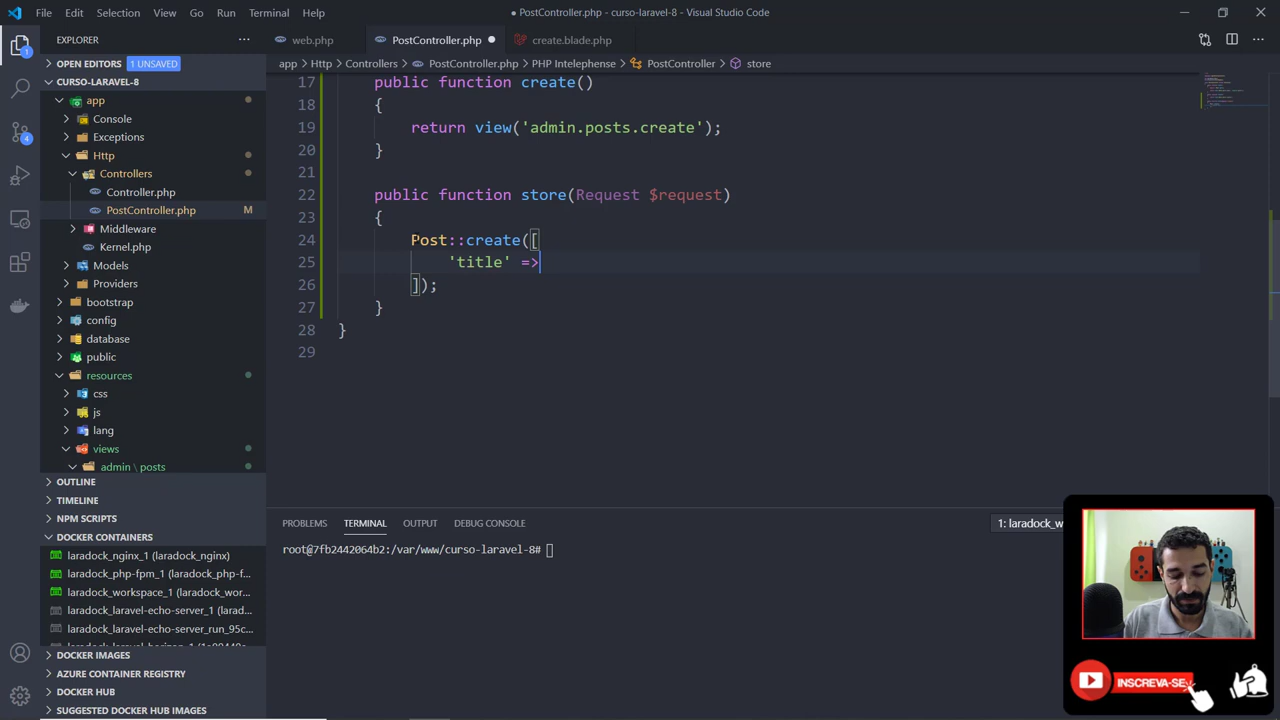 File Edit Selection View Go Run Terminal Help
● PostController.php - curso-laravel-8 - Visual Studio Code
EXPLORER
web.php
PostController.php
create.blade.php
OPEN EDITORS
1 UNSAVED
app > Http > Controllers > PostController.php > PHP Intelephense > PostController > store
CURSO-LARAVEL-8
app
Console
Exceptions
Http
Controllers
Controller.php
PostController.php M
Middleware
Kernel.php
Models
Providers
bootstrap
config
database
public
resources
css
js
lang
views
admin \ posts
OUTLINE
TIMELINE
NPM SCRIPTS
DOCKER CONTAINERS
laradock_nginx_1 (laradock_nginx)
laradock_php-fpm_1 (laradock_php-f...
laradock_workspace_1 (laradock_wor...
laradock_laravel-echo-server_1 (larad...
laradock_laravel-echo-server_run_95c...
DOCKER IMAGES
AZURE CONTAINER REGISTRY
DOCKER HUB
SUGGESTED DOCKER HUB IMAGES
17 public function create()
18 {
19 return view('admin.posts.create');
20 }
21
22 public function store(Request $request)
23 {
24 Post::create([
25 'title' =>
26 ]);
27 }
28 }
29
PROBLEMS TERMINAL OUTPUT DEBUG CONSOLE
1: laradock_w
root@7fb2442064b2:/var/www/curso-laravel-8#
INSCREVA-SE
1
4